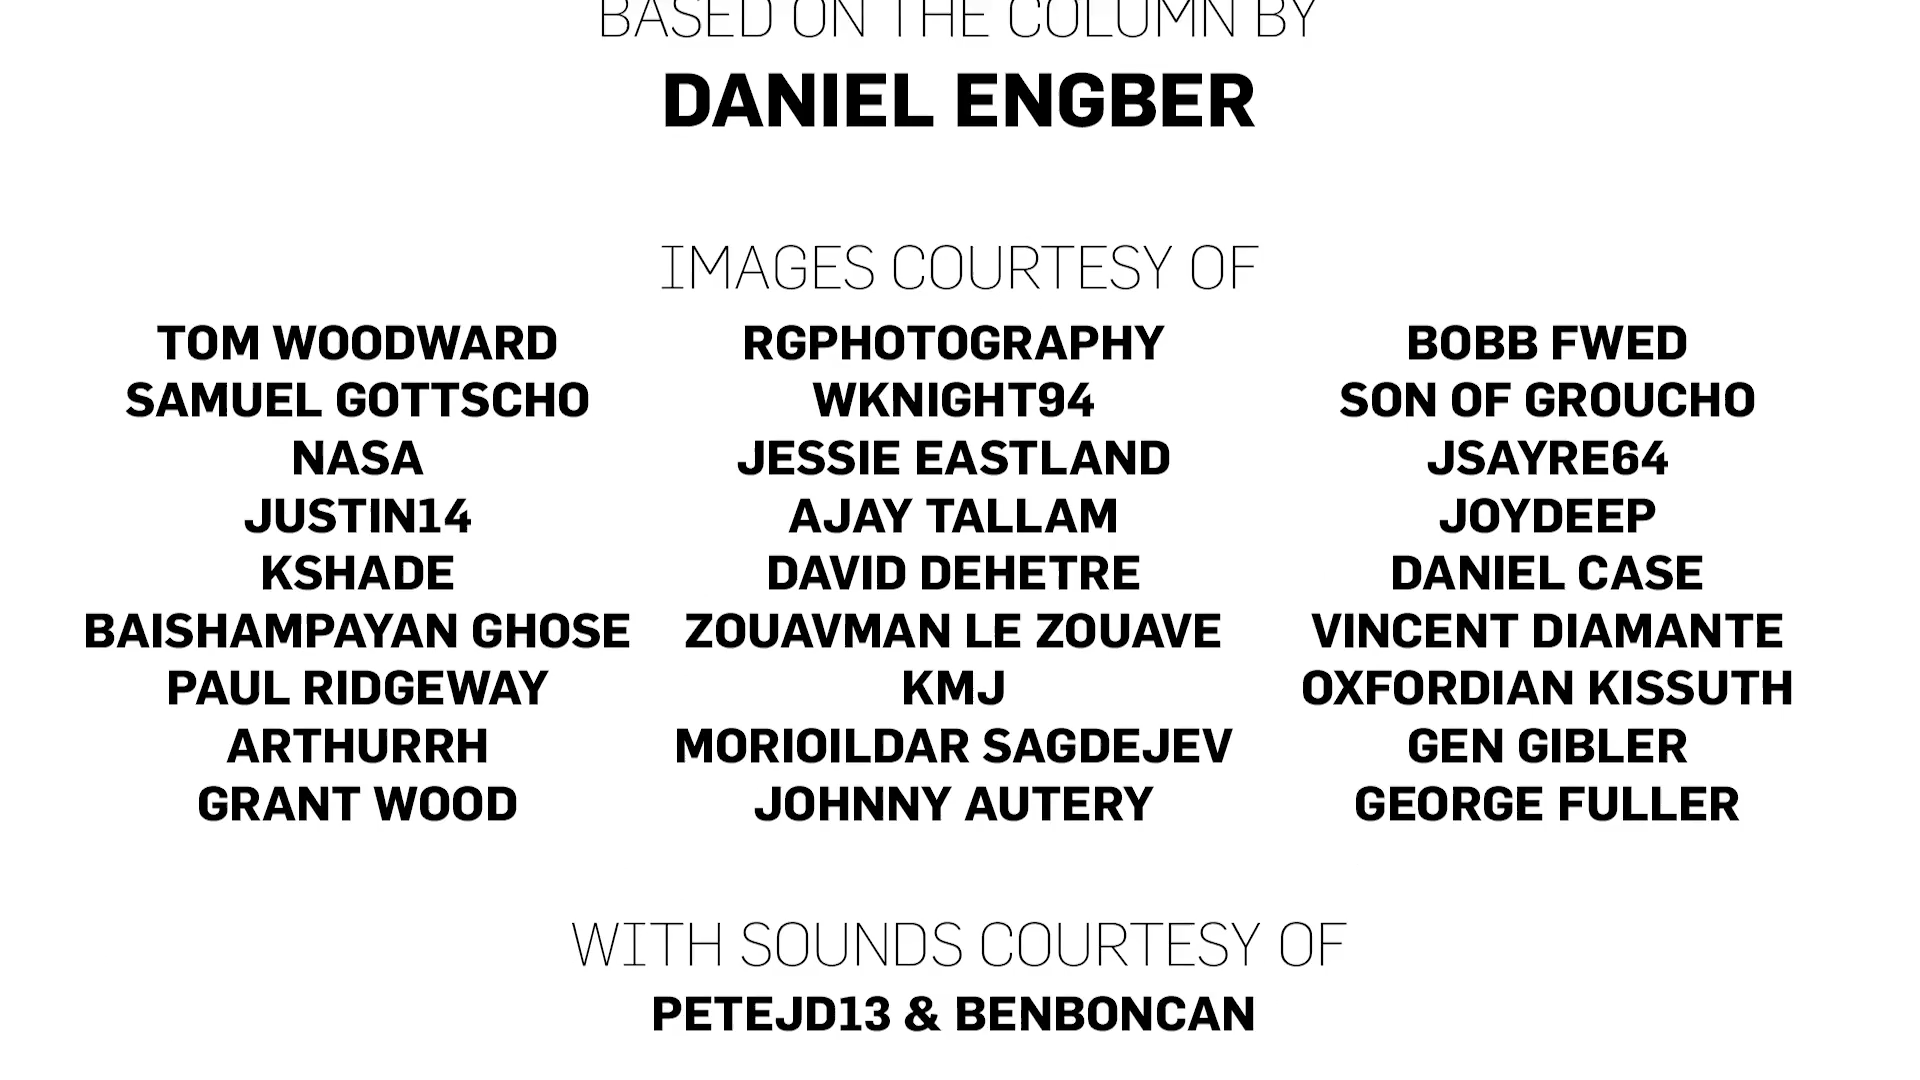 BASED ON THE COLUMN BY
DANIEL ENGBER
IMAGES COURTESY OF
TOM WOODWARD
SAMUEL GOTTSCHO
NASA
JUSTIN14
KSHADE
BAISHAMPAYAN GHOSE
PAUL RIDGEWAY
ARTHURRH
GRANT WOOD
RGPHOTOGRAPHY
WKNIGHT94
JESSIE EASTLAND
AJAY TALLAM
DAVID DEHETRE
ZOUAVMAN LE ZOUAVE
KMJ
MORIOILDAR SAGDEJEV
JOHNNY AUTERY
BOBB FWED
SON OF GROUCHO
JSAYRE64
JOYDEEP
DANIEL CASE
VINCENT DIAMANTE
OXFORDIAN KISSUTH
GEN GIBLER
GEORGE FULLER
WITH SOUNDS COURTESY OF
PETEJD13 & BENBONCAN